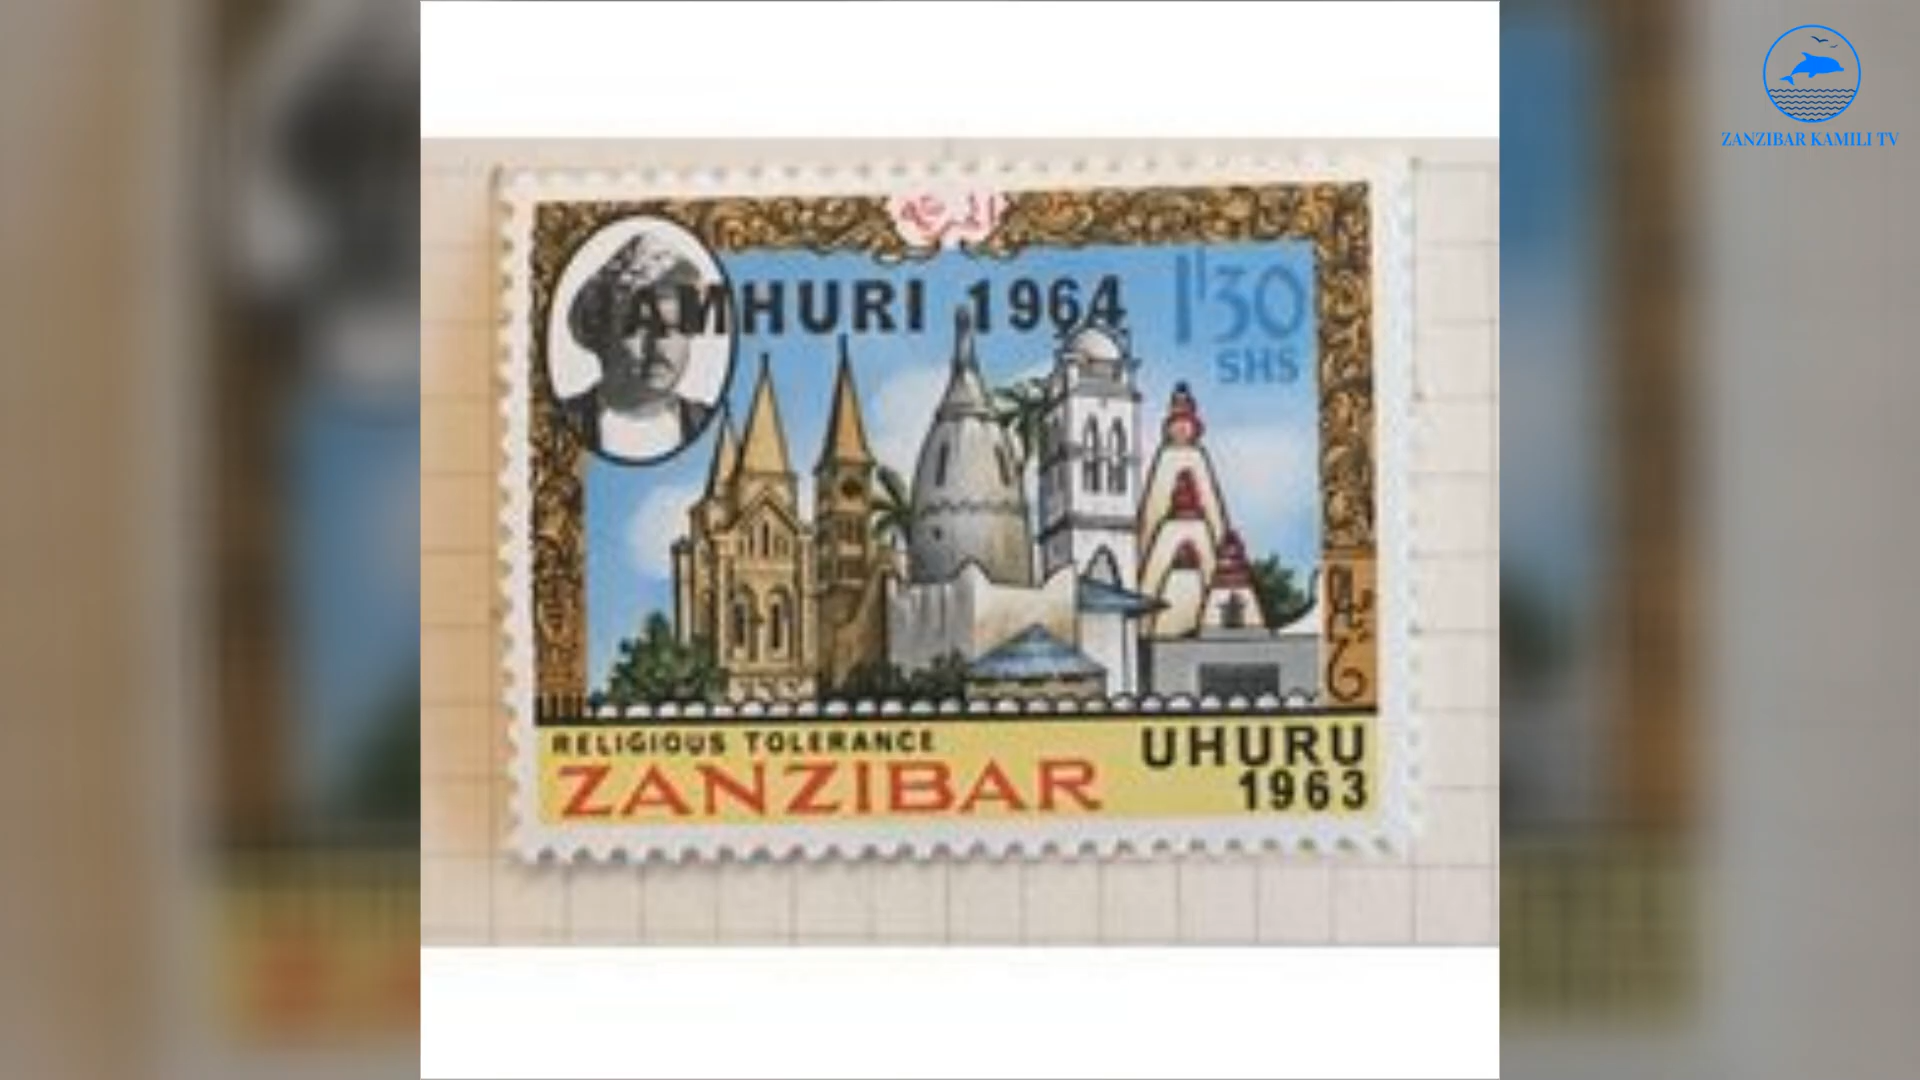 ZANZIBAR KAMILI TV
JAMHURI 1964
1'30
SHS
RELIGIOUS TOLERANCE
ZANZIBAR
UHURU
1963